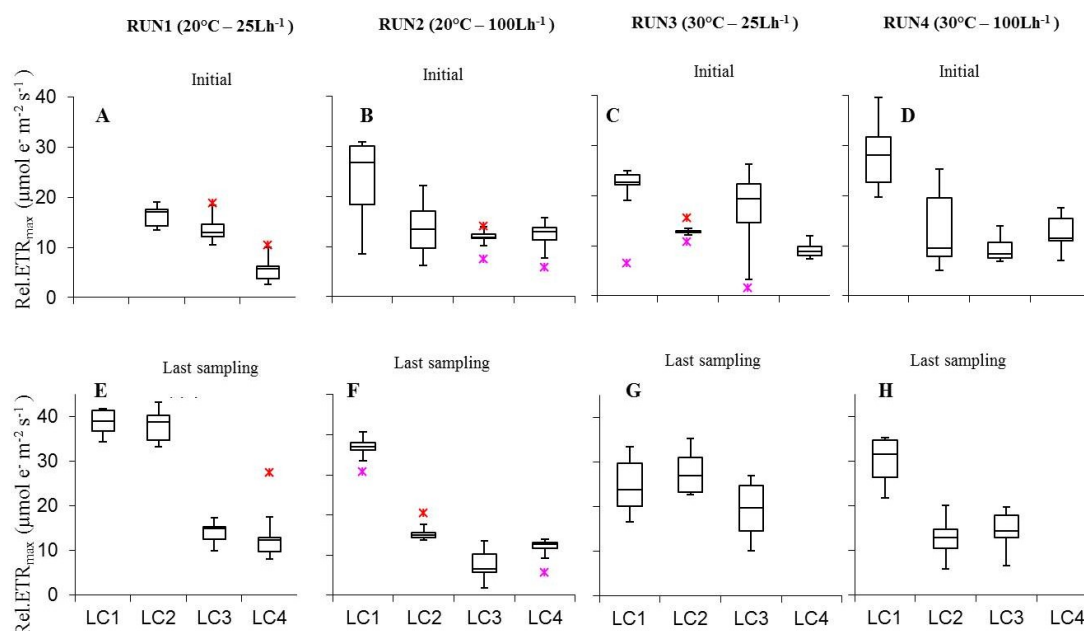 RUN1 (20°C – 25Lh⁻¹) RUN2 (20°C – 100Lh⁻¹) RUN3 (30°C – 25Lh⁻¹) RUN4 (30°C – 100Lh⁻¹)
Initial Initial Initial Initial
A B C D
Rel.ETRmax (µmol e⁻ m⁻² s⁻¹)
40
30
20
10
0
Last sampling Last sampling Last sampling Last sampling
E F G H
Rel.ETRmax (µmol e⁻ m⁻² s⁻¹)
40
30
20
10
0
LC1 LC2 LC3 LC4 LC1 LC2 LC3 LC4 LC1 LC2 LC3 LC4 LC1 LC2 LC3 LC4